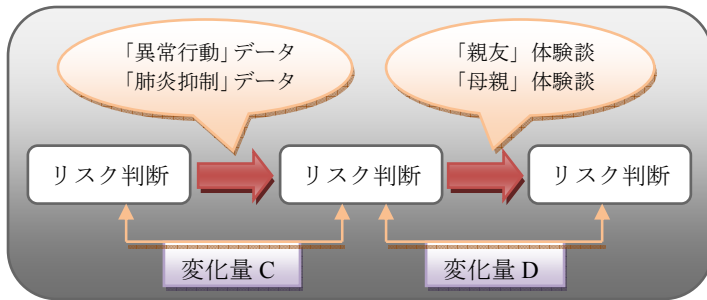 「異常行動」データ
「肺炎抑制」データ
「親友」体験談
「母親」体験談
リスク判断
リスク判断
リスク判断
変化量 C
変化量 D